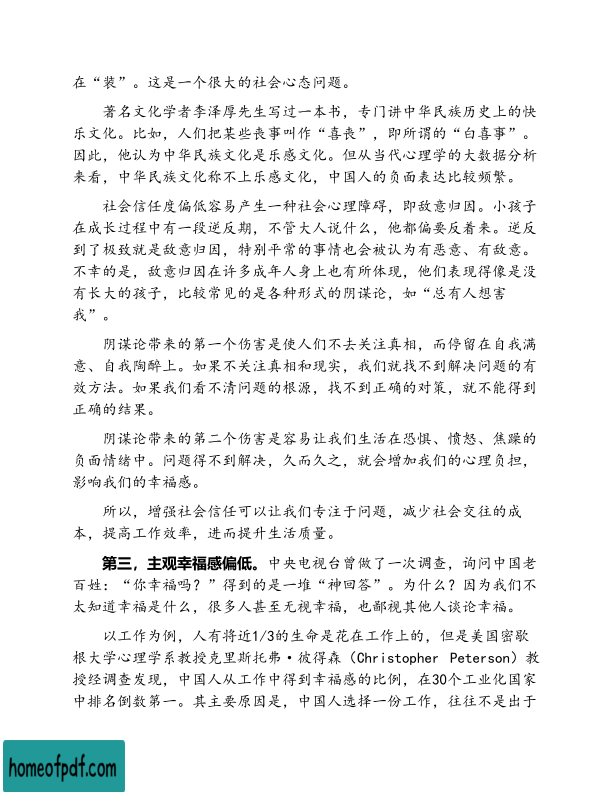 在“装”。这是一个很大的社会心态问题。
著名文化学者李泽厚先生写过一本书，专门讲中华民族历史上的快
乐文化。比如，人们把某些丧事叫作“喜丧”，即所谓的“白喜事”。
因此，他认为中华民族文化是乐感文化。但从当代心理学的大数据分析
来看，中华民族文化称不上乐感文化，中国人的负面表达比较频繁。
社会信任度偏低容易产生一种社会心理障碍，即敌意归因。小孩子
在成长过程中有一段逆反期，不管大人说什么，他都偏要反着来。逆反
到了极致就是敌意归因，特别平常的事情也会被认为有恶意、有敌意。
不幸的是，敌意归因在许多成年人身上也有所体现，他们表现得像是没
有长大的孩子，比较常见的是各种形式的阴谋论，如“总有人想害
我”。
阴谋论带来的第一个伤害是使人们不去关注真相，而停留在自我满
意、自我陶醉上。如果不关注真相和现实，我们就找不到解决问题的有
效方法。如果我们看不清问题的根源，找不到正确的对策，就不能得到
正确的结果。
阴谋论带来的第二个伤害是容易让我们生活在恐惧、愤怒、焦躁的
负面情绪中。问题得不到解决，久而久之，就会增加我们的心理负担，
影响我们的幸福感。
所以，增强社会信任可以让我们专注于问题，减少社会交往的成
本，提高工作效率，进而提升生活质量。
第三，主观幸福感偏低。中央电视台曾做了一次调查，询问中国老
百姓：“你幸福吗？”得到的是一堆“神回答”。为什么？因为我们不
太知道幸福是什么，很多人甚至无视幸福，也鄙视其他人谈论幸福。
以工作为例，人有将近1/3的生命是花在工作上的，但是美国密歇
根大学心理学系教授克里斯托弗·彼得森（Christopher Peterson）教
授经调查发现，中国人从工作中得到幸福感的比例，在30个工业化国家
中排名倒数第一。其主要原因是，中国人选择一份工作，往往不是出于
homeofpdf.com